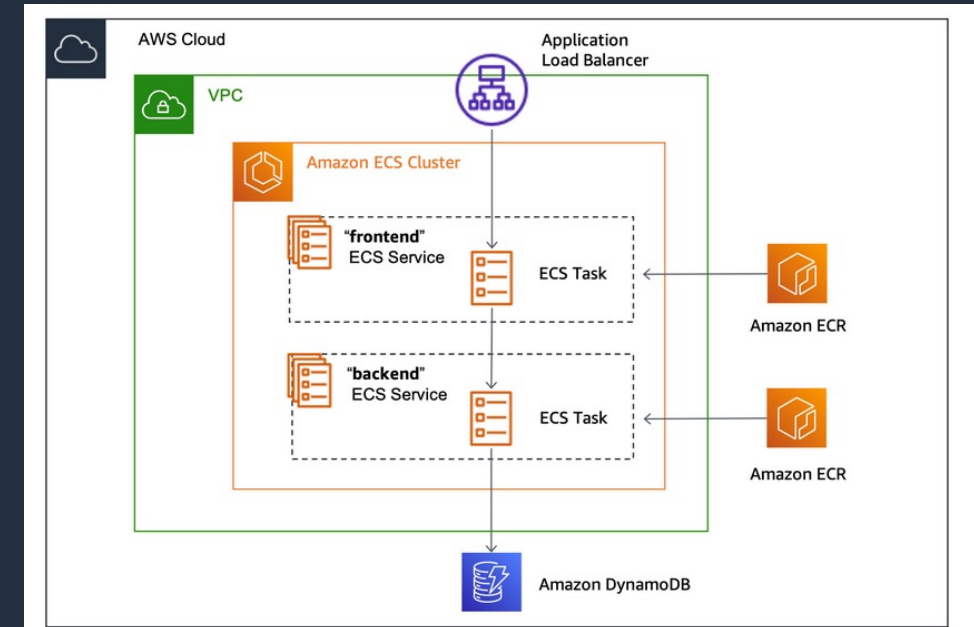 AWS Cloud
Application
Load Balancer
VPC
Amazon ECS Cluster
“frontend”
ECS Service
ECS Task
Amazon ECR
“backend”
ECS Service
ECS Task
Amazon ECR
Amazon DynamoDB